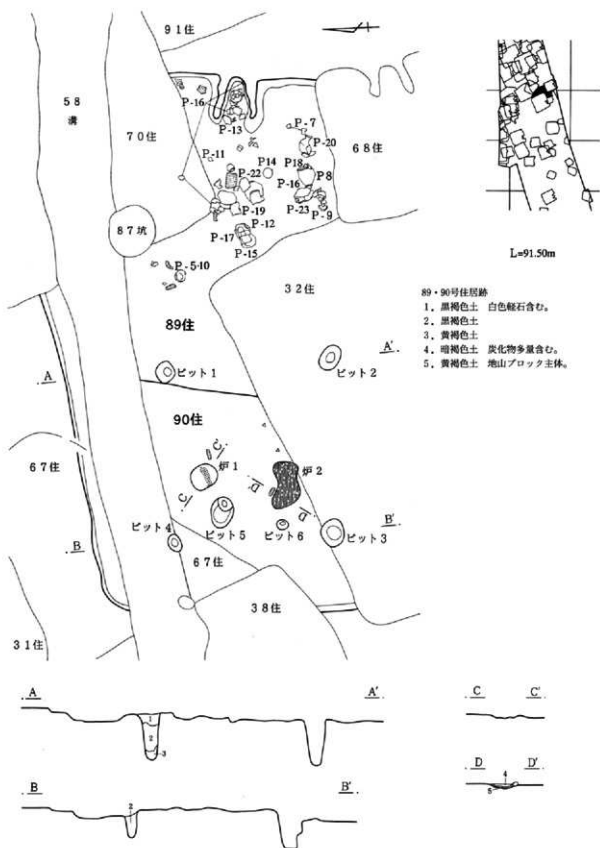 91住
58
溝
70住
P-16
P-13
P-7
P-20
68住
P-11
P14
P18
P-22
P-16
P8
P-23
P-9
P-19
P-12
P-17
P-15
87坑
P-5·10
32住
89住
A'
ピット1
ピット2
A
90住
C'
炉1
炉2
67住
C
D'
D
ピット4
ピット5
ピット6
ピット3
B'
B
67住
38住
31住
L=91.50m
89・90号住居跡
1．黒褐色土 白色軽石含む。
2．黒褐色土
3．黄褐色土
4．暗褐色土 炭化物多量含む。
5．黄褐色土 地山ブロック主体。
A A'
1
2
3
C C'
D D'
4
5
B B'
2